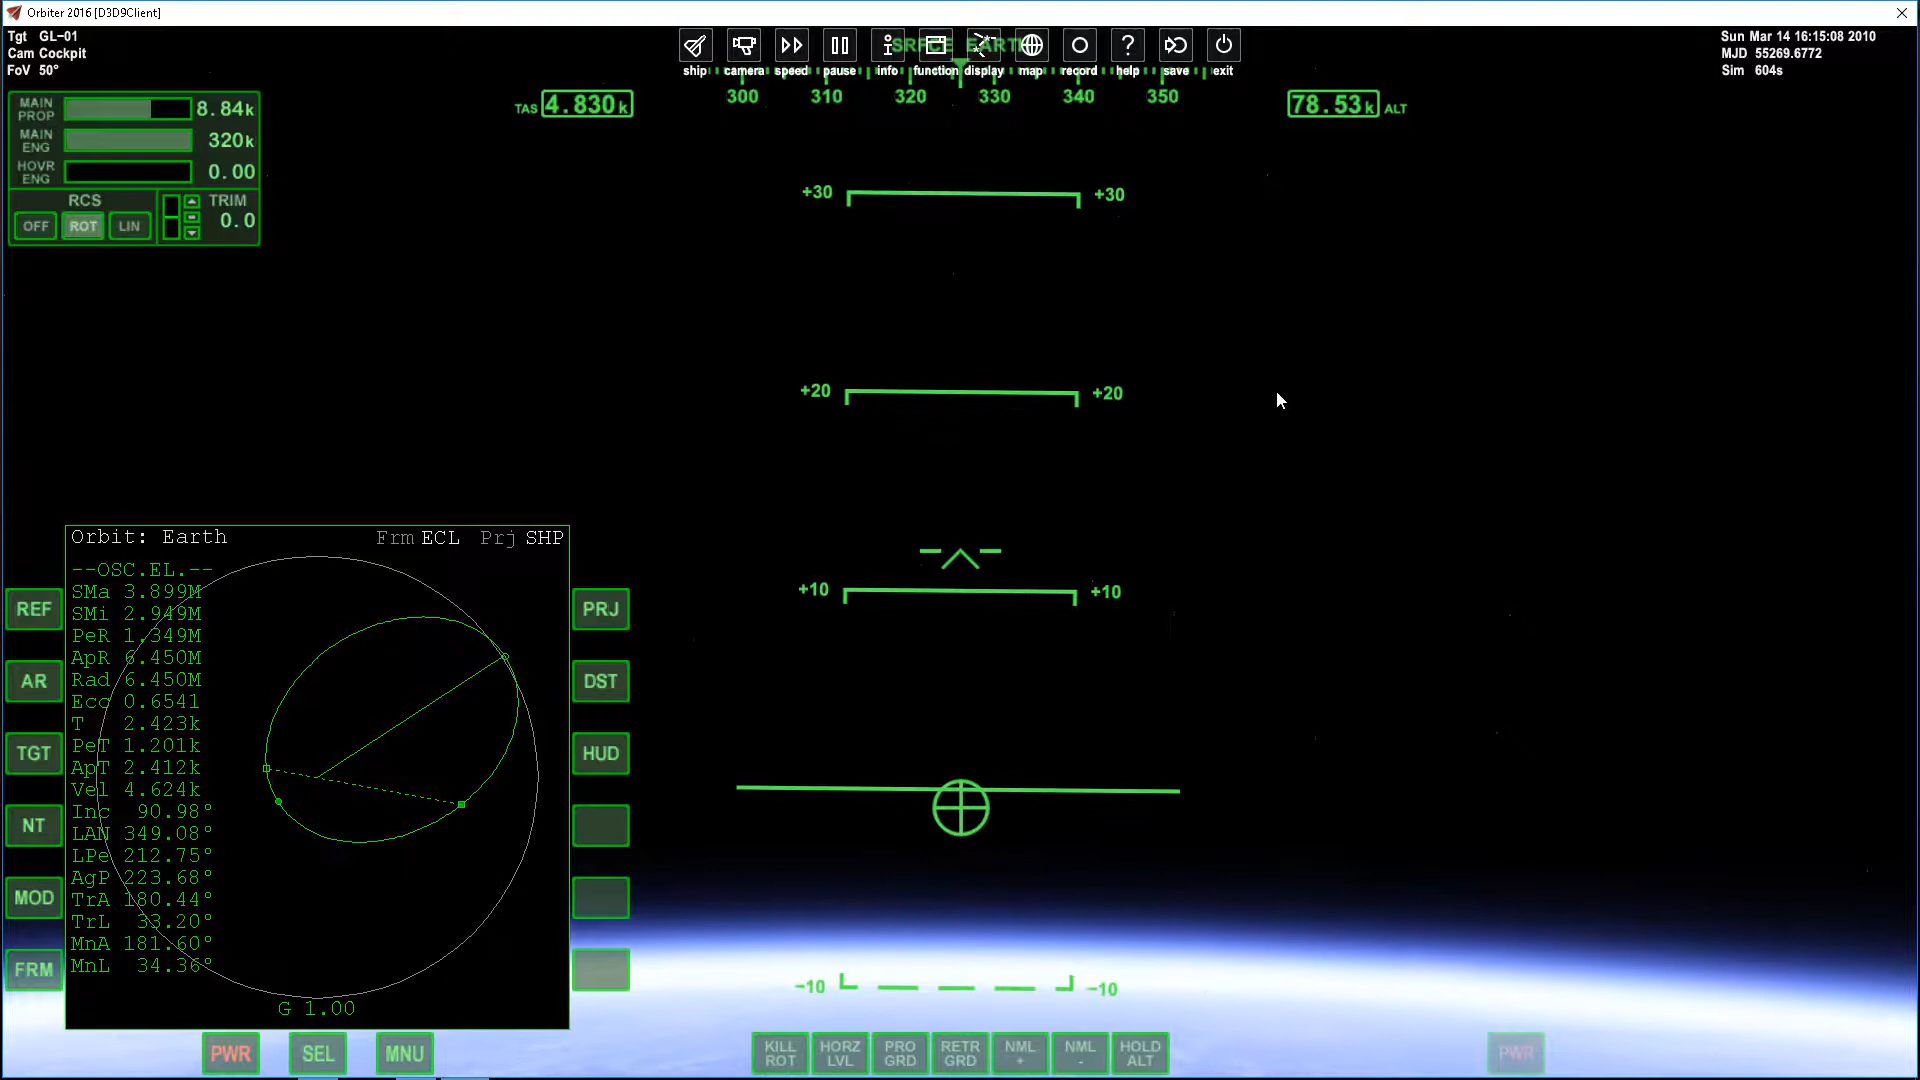 Orbiter 2016 [D3D9Client]
Tgt GL-01
Cam Cockpit
FoV 50°
SRFCE EARTH
ship camera speed pause info function display map record help save exit
Sun Mar 14 16:15:08 2010
MJD 55269.6772
Sim 604s
300 310 320 330 340 350
TAS 4.830k
78.53k ALT
MAIN PROP 8.84k
MAIN ENG 320k
HOVR ENG 0.00
RCS
OFF ROT LIN
TRIM
0.0
+30 +30
+20 +20
+10 +10
-10 -10
Orbit: Earth Frm ECL Prj SHP
--OSC.EL.--
SMa 3.899M
SMi 2.949M
PeR 1.349M
ApR 6.450M
Rad 6.450M
Ecc 0.6541
T 2.423k
PeT 1.201k
ApT 2.412k
Vel 4.624k
Inc 90.98°
LAN 349.08°
LPe 212.75°
AgP 223.68°
TrA 180.44°
TrL 33.20°
MnA 181.60°
MnL 34.36°
G 1.00
REF
AR
TGT
NT
MOD
FRM
PRJ
DST
HUD
PWR SEL MNU
KILL ROT
HORZ LVL
PRO GRD
RETR GRD
NML +
NML -
HOLD ALT
PWR